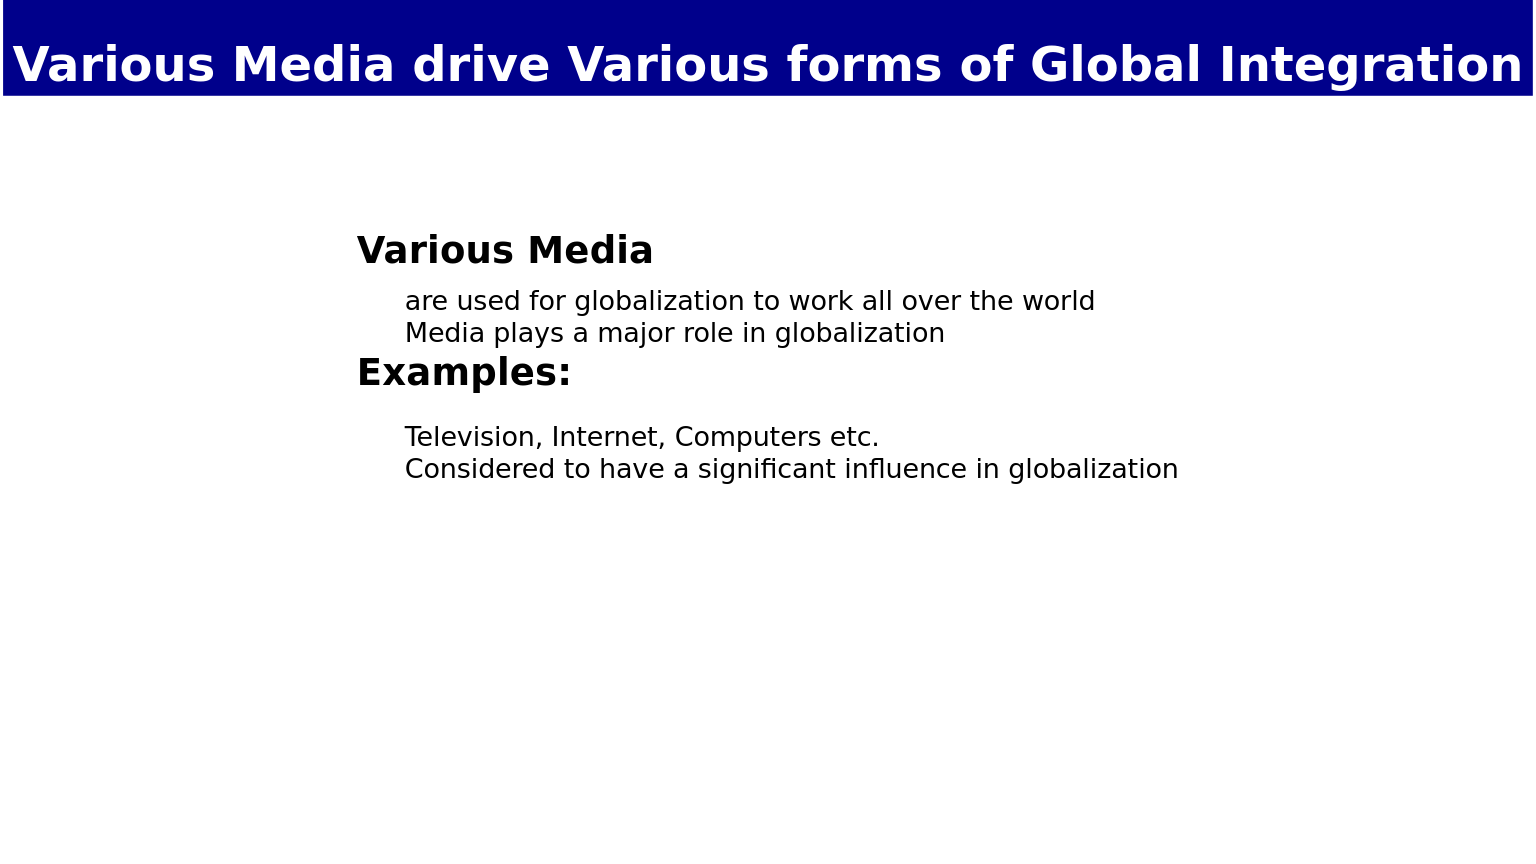 Various Media drive Various forms of Global Integration
Various Media
are used for globalization to work all over the world
Media plays a major role in globalization
Examples:
Television, Internet, Computers etc.
Considered to have a significant influence in globalization